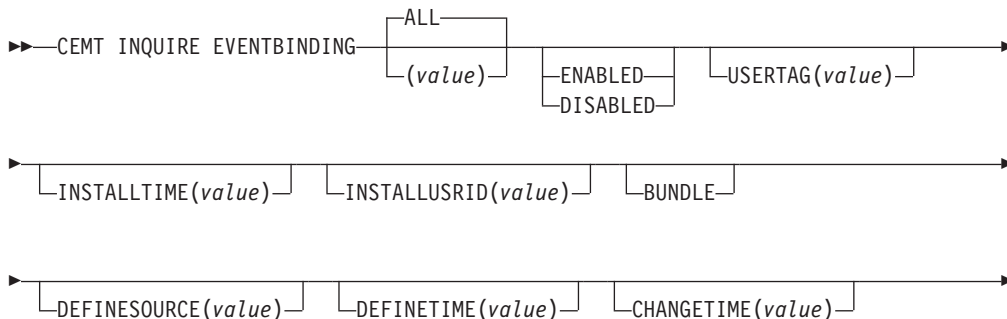 ALL
CEMT INQUIRE EVENTBINDING
(value)
ENABLED
DISABLED
USERTAG(value)
INSTALLTIME(value) INSTALLUSRID(value) BUNDLE
DEFINESOURCE(value) DEFINETIME(value) CHANGETIME(value)